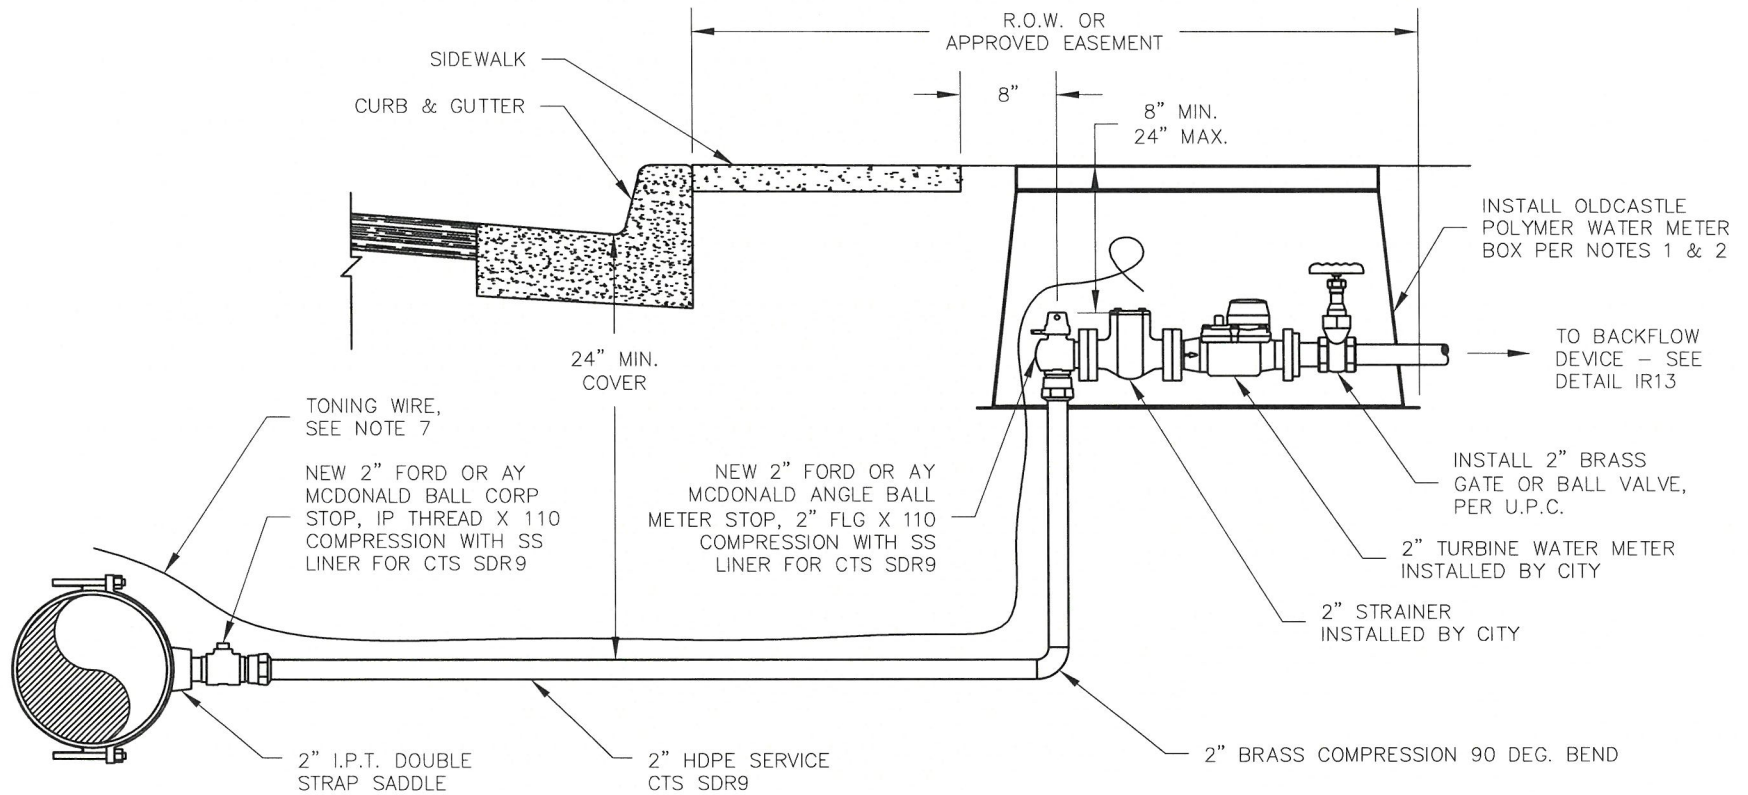 R.O.W. OR
APPROVED EASEMENT
SIDEWALK
CURB & GUTTER
8"
8" MIN.
24" MAX.
INSTALL OLDCASTLE
POLYMER WATER METER
BOX PER NOTES 1 & 2
24" MIN.
COVER
TO BACKFLOW
DEVICE – SEE
DETAIL IR13
TONING WIRE,
SEE NOTE 7
NEW 2" FORD OR AY
MCDONALD BALL CORP
STOP, IP THREAD X 110
COMPRESSION WITH SS
LINER FOR CTS SDR9
NEW 2" FORD OR AY
MCDONALD ANGLE BALL
METER STOP, 2" FLG X 110
COMPRESSION WITH SS
LINER FOR CTS SDR9
INSTALL 2" BRASS
GATE OR BALL VALVE,
PER U.P.C.
2" TURBINE WATER METER
INSTALLED BY CITY
2" STRAINER
INSTALLED BY CITY
2" I.P.T. DOUBLE
STRAP SADDLE
2" HDPE SERVICE
CTS SDR9
2" BRASS COMPRESSION 90 DEG. BEND